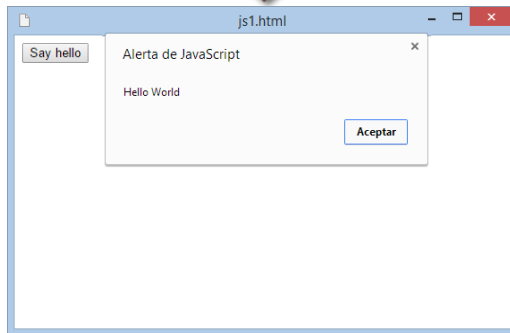 js1.html
Say hello
Alerta de JavaScript
Hello World
Aceptar